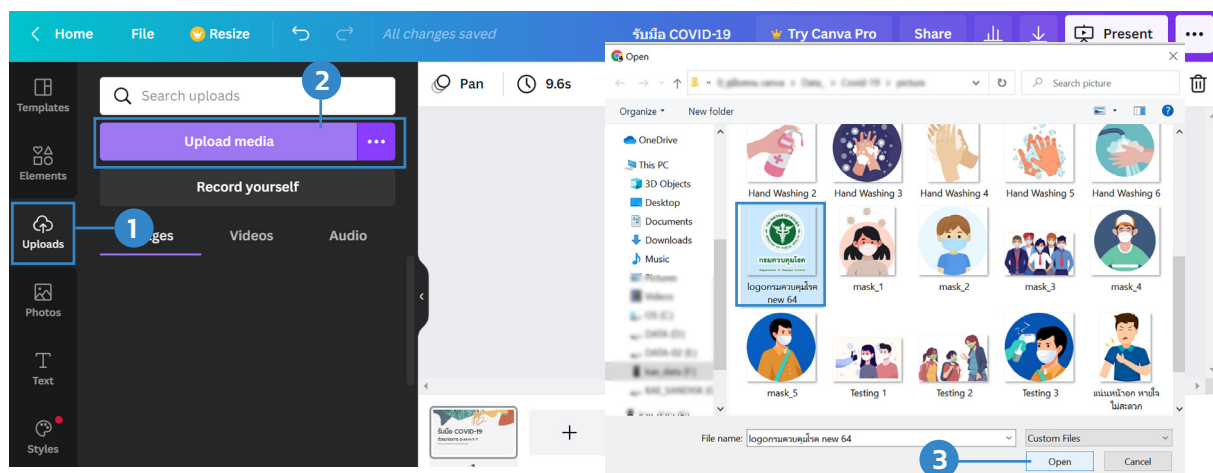 Home File Resize All changes saved รับมือ COVID-19 Try Canva Pro Share Present
Templates
Elements
Uploads
Photos
Text
Styles
Search uploads
2
Upload media
Record yourself
1
ges Videos Audio
Pan 9.6s
รับมือ COVID-19
1
Open
Search picture
Organize New folder
OneDrive
This PC
3D Objects
Desktop
Documents
Downloads
Music
Pictures
Videos
OS (C:)
DATA (D:)
Hand Washing 2 Hand Washing 3 Hand Washing 4 Hand Washing 5 Hand Washing 6
กรมควบคุมโรค
Department of Disease Control
logoกรมควบคุมโรค
new 64
mask_1 mask_2 mask_3 mask_4
mask_5 Testing 1 Testing 2 Testing 3 แน่นหน้าอก หายใจ
ไม่สะดวก
File name: logoกรมควบคุมโรค new 64 Custom Files
3
Open Cancel